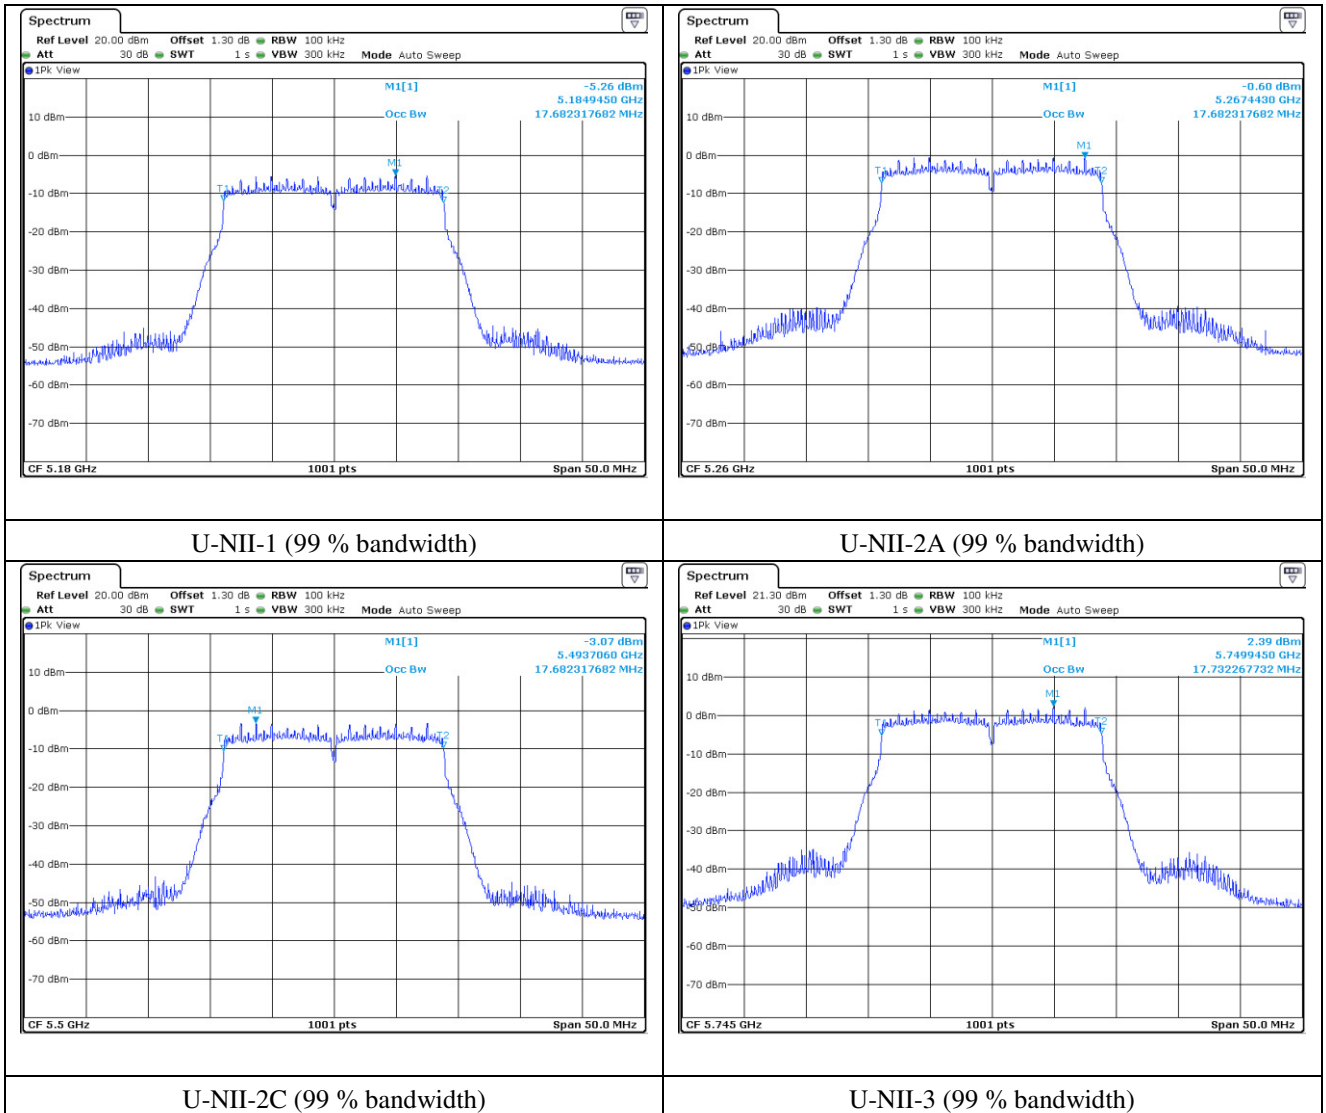 Spectrum
Ref Level 20.00 dBm Offset 1.30 dB RBW 100 kHz
Att 30 dB SWT 1 s VBW 300 kHz Mode Auto Sweep
1Pk View
M1[1] -5.26 dBm
5.1849450 GHz
Occ Bw 17.682317682 MHz
10 dBm
0 dBm
M1
T1
T2
-10 dBm
-20 dBm
-30 dBm
-40 dBm
-50 dBm
-60 dBm
-70 dBm
CF 5.18 GHz 1001 pts Span 50.0 MHz
U-NII-1 (99 % bandwidth)
Spectrum
Ref Level 20.00 dBm Offset 1.30 dB RBW 100 kHz
Att 30 dB SWT 1 s VBW 300 kHz Mode Auto Sweep
1Pk View
M1[1] -0.60 dBm
5.2674430 GHz
Occ Bw 17.682317682 MHz
10 dBm
M1
0 dBm
T1
T2
-10 dBm
-20 dBm
-30 dBm
-40 dBm
-50 dBm
-60 dBm
-70 dBm
CF 5.26 GHz 1001 pts Span 50.0 MHz
U-NII-2A (99 % bandwidth)
Spectrum
Ref Level 20.00 dBm Offset 1.30 dB RBW 100 kHz
Att 30 dB SWT 1 s VBW 300 kHz Mode Auto Sweep
1Pk View
M1[1] -3.07 dBm
5.4937060 GHz
Occ Bw 17.682317682 MHz
10 dBm
0 dBm
M1
T2
-10 dBm
-20 dBm
-30 dBm
-40 dBm
-50 dBm
-60 dBm
-70 dBm
CF 5.5 GHz 1001 pts Span 50.0 MHz
U-NII-2C (99 % bandwidth)
Spectrum
Ref Level 21.30 dBm Offset 1.30 dB RBW 100 kHz
Att 30 dB SWT 1 s VBW 300 kHz Mode Auto Sweep
1Pk View
M1[1] 2.39 dBm
5.7499450 GHz
Occ Bw 17.732267732 MHz
10 dBm
M1
0 dBm
T1
T2
-10 dBm
-20 dBm
-30 dBm
-40 dBm
-50 dBm
-60 dBm
-70 dBm
CF 5.745 GHz 1001 pts Span 50.0 MHz
U-NII-3 (99 % bandwidth)